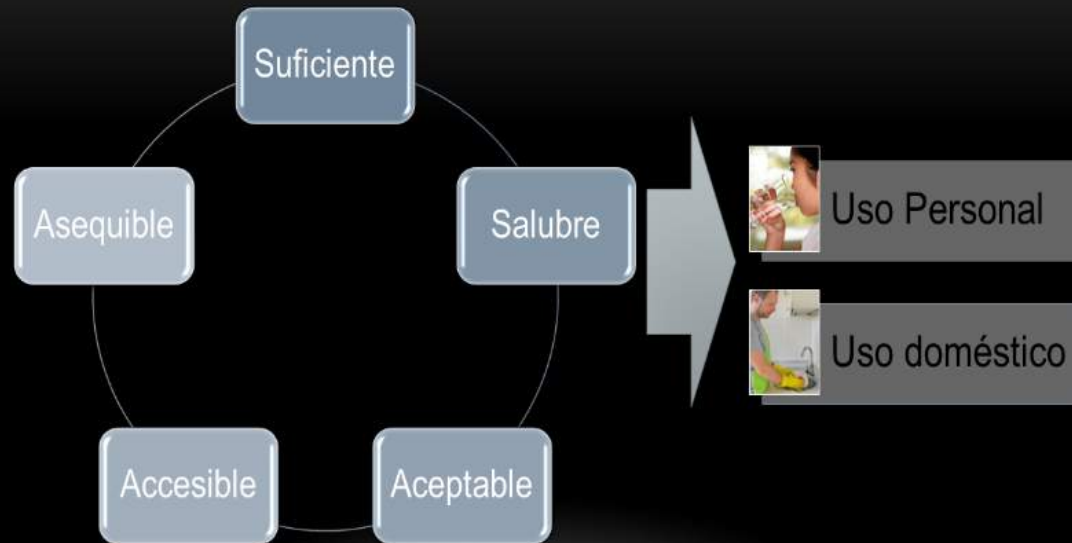 Suficiente
Asequible
Salubre
Accesible
Aceptable
Uso Personal
Uso doméstico